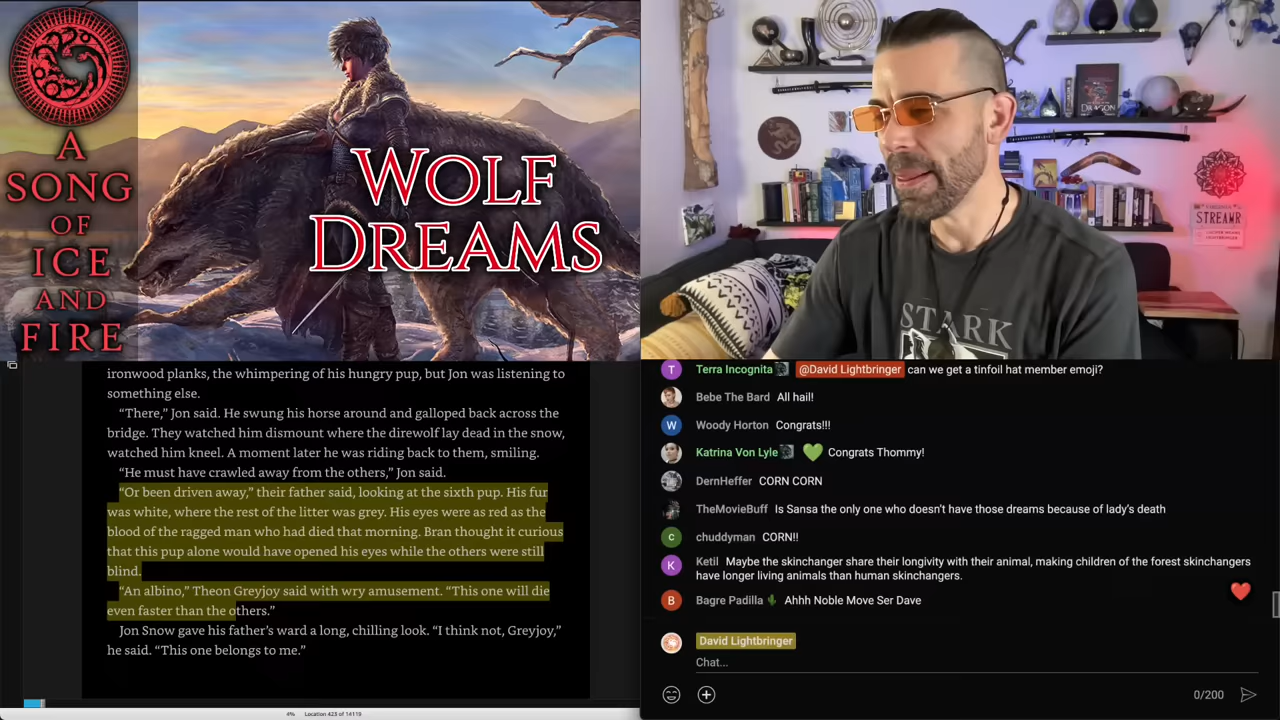 A
SONG
OF
ICE
AND
FIRE
WOLF
DREAMS
DRAGON
STREAMR
STARK
ironwood planks, the whimpering of his hungry pup, but Jon was listening to
something else.
“There,” Jon said. He swung his horse around and galloped back across the
bridge. They watched him dismount where the direwolf lay dead in the snow,
watched him kneel. A moment later he was riding back to them, smiling.
“He must have crawled away from the others,” Jon said.
“Or been driven away,” their father said, looking at the sixth pup. His fur
was white, where the rest of the litter was grey. His eyes were as red as the
blood of the ragged man who had died that morning. Bran thought it curious
that this pup alone would have opened his eyes while the others were still
blind.
“An albino,” Theon Greyjoy said with wry amusement. “This one will die
even faster than the others.”
Jon Snow gave his father’s ward a long, chilling look. “I think not, Greyjoy,”
he said. “This one belongs to me.”
4% Location 423 of 14119
T Terra Incognita @David Lightbringer can we get a tinfoil hat member emoji?
Bebe The Bard All hail!
W Woody Horton Congrats!!!
Katrina Von Lyle Congrats Thommy!
DernHeffer CORN CORN
TheMovieBuff Is Sansa the only one who doesn’t have those dreams because of lady’s death
c chuddyman CORN!!
K Ketil Maybe the skinchanger share their longivity with their animal, making children of the forest skinchangers
have longer living animals than human skinchangers.
B Bagre Padilla Ahhh Noble Move Ser Dave
David Lightbringer
Chat...
0/200